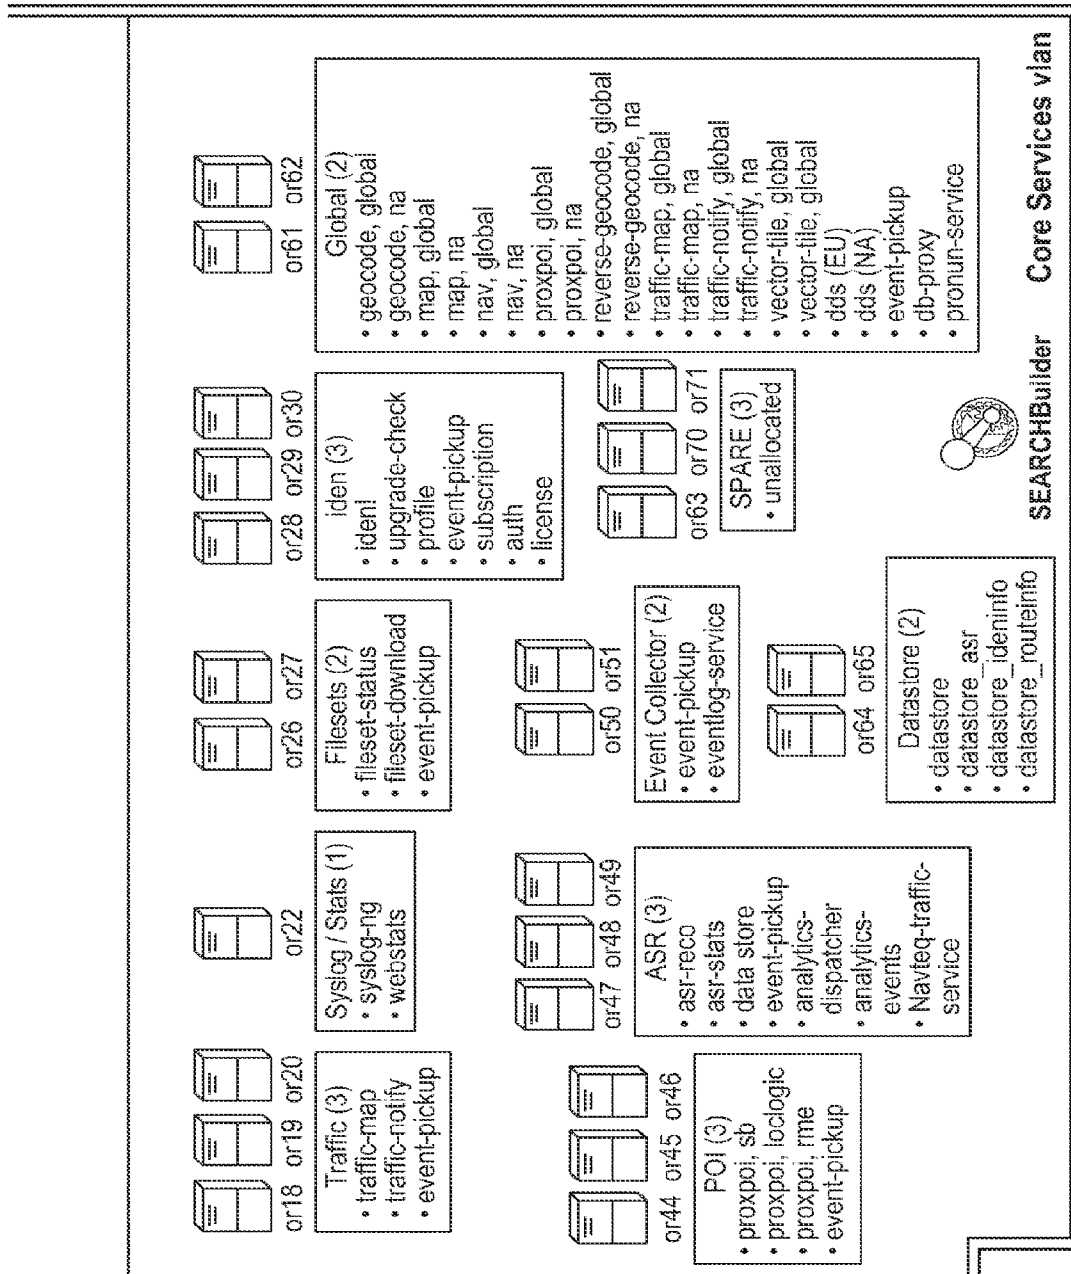 or18 or19 or20
Traffic (3)
• traffic-map
• traffic-notify
• event-pickup
or22
Syslog / Stats (1)
• syslog-ng
• webstats
or26 or27
Filesets (2)
• fileset-status
• fileset-download
• event-pickup
or28 or29 or30
iden (3)
• iden!
• upgrade-check
• profile
• event-pickup
• subscription
• auth
• license
or61 or62
Global (2)
• geocode, global
• geocode, na
• map, global
• map, na
• nav, global
• nav, na
• proxpoi, global
• proxpoi, na
• reverse-geocode, global
• reverse-geocode, na
• traffic-map, global
• traffic-map, na
• traffic-notify, global
• traffic-notify, na
• vector-tile, global
• vector-tile, global
• dds (EU)
• dds (NA)
• event-pickup
• db-proxy
• pronun-service
or44 or45 or46
POI (3)
• proxpoi, sb
• proxpoi, loclogic
• proxpoi, rme
• event-pickup
or47 or48 or49
ASR (3)
• asr-reco
• asr-stats
• data store
• event-pickup
• analytics-
dispatcher
• analytics-
events
• Navteq-traffic-
service
or50 or51
Event Collector (2)
• event-pickup
• eventlog-service
or63 or70 or71
SPARE (3)
• unallocated
or64 or65
Datastore (2)
• datastore
• datastore_asr
• datastore_ideninfo
• datastore_routeinfo
SEARCHBuilder Core Services vlan